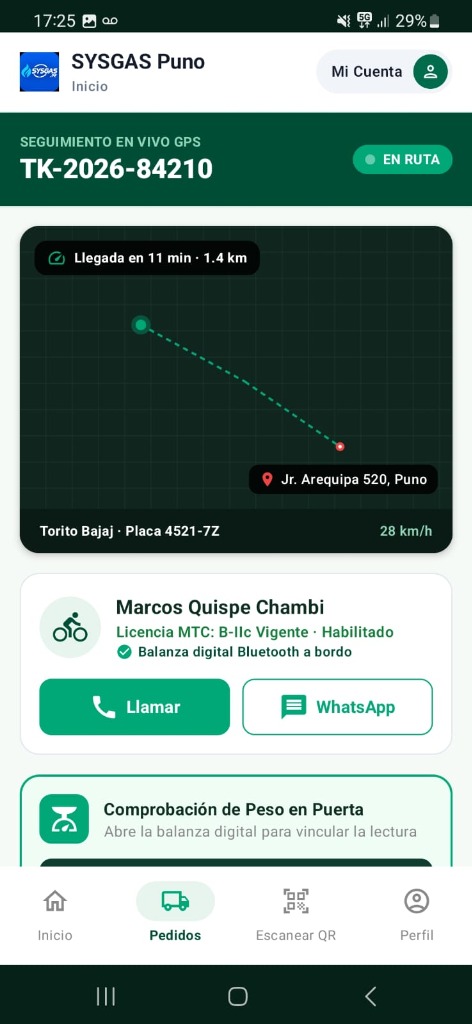 17:25
5G
29%
SYSGAS
SYSGAS Puno
Inicio
Mi Cuenta
SEGUIMIENTO EN VIVO GPS
TK-2026-84210
EN RUTA
Llegada en 11 min · 1.4 km
Jr. Arequipa 520, Puno
Torito Bajaj · Placa 4521-7Z
28 km/h
Marcos Quispe Chambi
Licencia MTC: B-IIc Vigente · Habilitado
Balanza digital Bluetooth a bordo
Llamar
WhatsApp
Comprobación de Peso en Puerta
Abre la balanza digital para vincular la lectura
Inicio
Pedidos
Escanear QR
Perfil